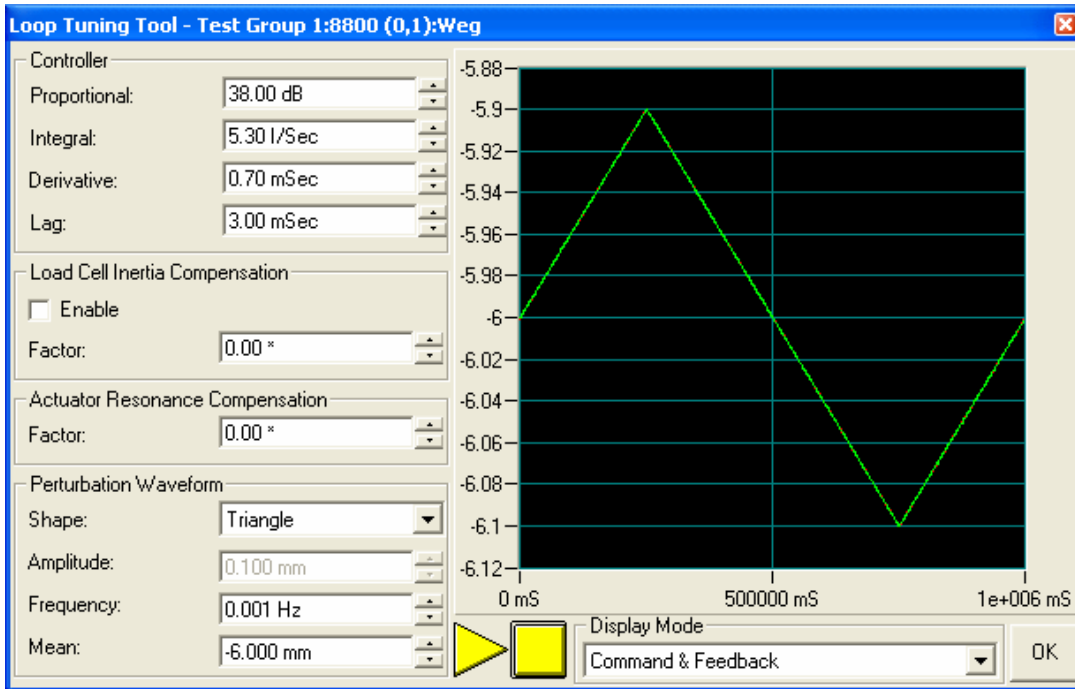 Loop Tuning Tool - Test Group 1:8800 (0,1):Weg
Controller
Proportional: 38.00 dB
Integral: 5.30 l/Sec
Derivative: 0.70 mSec
Lag: 3.00 mSec
Load Cell Inertia Compensation
Enable
Factor: 0.00 *
Actuator Resonance Compensation
Factor: 0.00 *
Perturbation Waveform
Shape: Triangle
Amplitude: 0.100 mm
Frequency: 0.001 Hz
Mean: -6.000 mm
-5.88
-5.9
-5.92
-5.94
-5.96
-5.98
-6
-6.02
-6.04
-6.06
-6.08
-6.1
-6.12
0 mS 500000 mS 1e+006 mS
Display Mode
Command & Feedback
OK